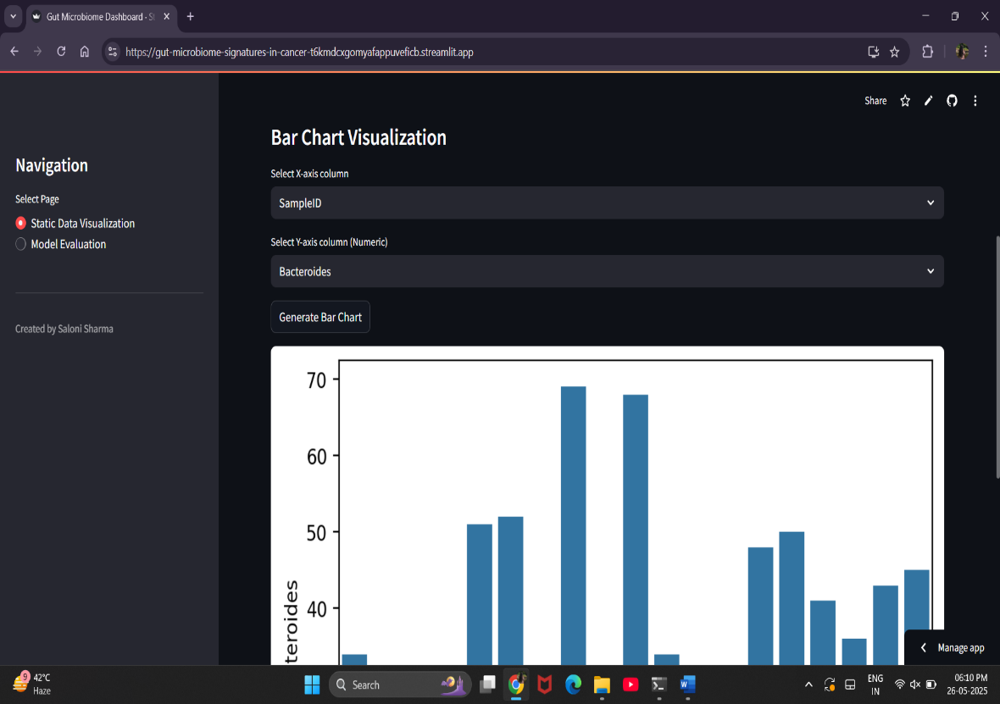 Gut Microbiome Dashboard · St
https://gut-microbiome-signatures-in-cancer-t6kmdcxgomyafappuveficb.streamlit.app
Share
Navigation
Select Page
Static Data Visualization
Model Evaluation
Created by Saloni Sharma
Bar Chart Visualization
Select X-axis column
SampleID
Select Y-axis column (Numeric)
Bacteroides
Generate Bar Chart
70
60
50
40
teroides
Manage app
9
42°C
Haze
Search
ENG
IN
06:10 PM
26-05-2025